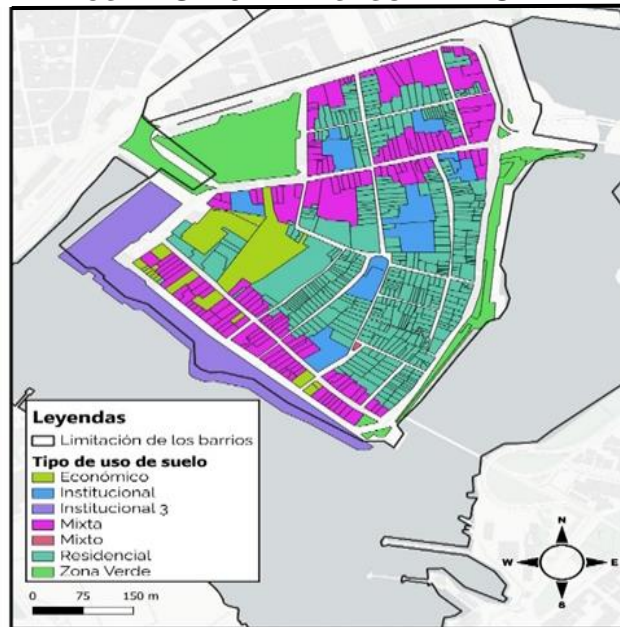 Leyendas
Limitación de los barrios
Tipo de uso de suelo
Económico
Institucional
Institucional 3
Mixta
Mixto
Residencial
Zona Verde
0 75 150 m
N
W E
S